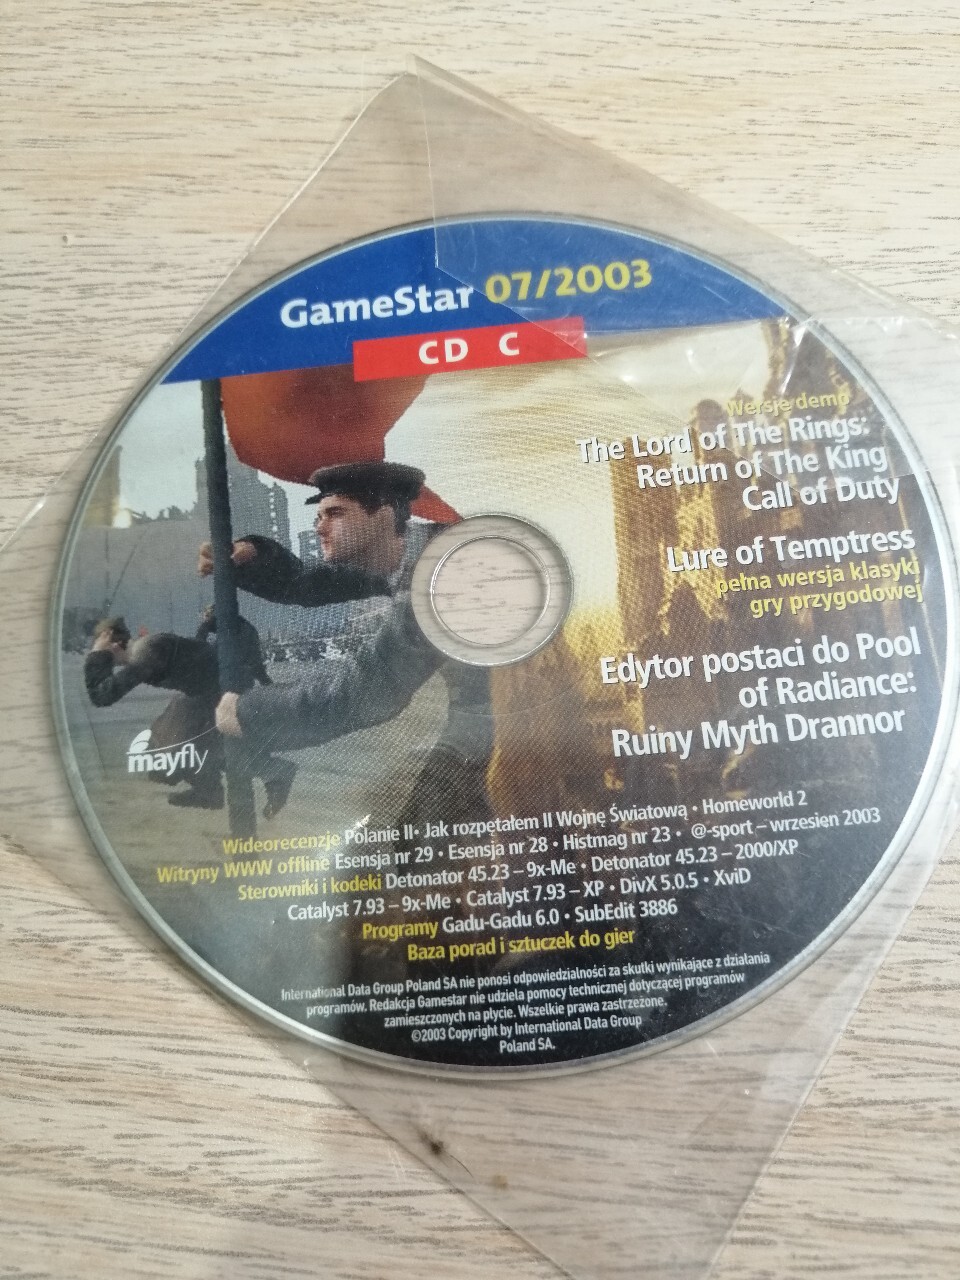 GameStar 07/2003
CD C
Wersje demo
The Lord of The Rings:
Return of The King
Call of Duty
Lure of Temptress
pełna wersja klasyki
gry przygodowej
Edytor postaci do Pool
of Radiance:
Ruiny Myth Drannor
mayfly
Wideorecenzje Polanie II • Jak rozpętałem II Wojnę Światową • Homeworld 2
Witryny WWW offline Esensja nr 29 • Esensja nr 28 • Histmag nr 23 • @-sport – wrzesien 2003
Sterowniki i kodeki Detonator 45.23 – 9x-Me • Detonator 45.23 – 2000/XP
Catalyst 7.93 – 9x-Me • Catalyst 7.93 – XP • DivX 5.0.5 • XviD
Programy Gadu-Gadu 6.0 • SubEdit 3886
Baza porad i sztuczek do gier
International Data Group Poland SA nie ponosi odpowiedzialności za skutki wynikające z działania
programów. Redakcja Gamestar nie udziela pomocy technicznej dotyczącej programów
zamieszczonych na płycie. Wszelkie prawa zastrzeżone.
©2003 Copyright by International Data Group
Poland SA.